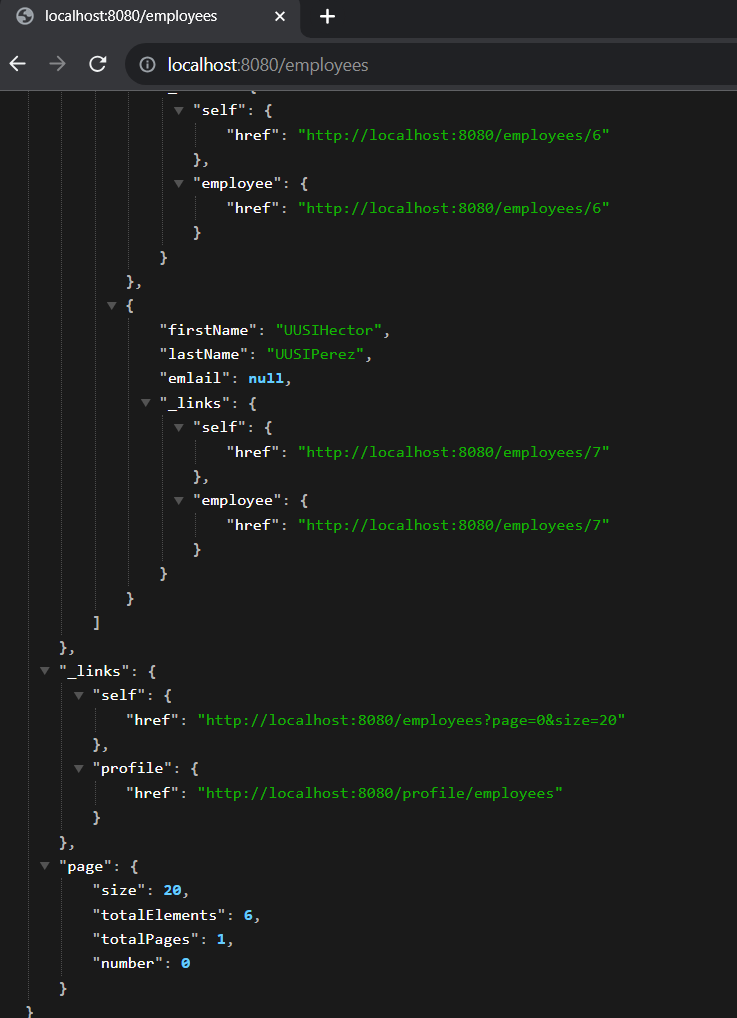 localhost:8080/employees
localhost:8080/employees
"self": {
"href": "http://localhost:8080/employees/6"
},
"employee": {
"href": "http://localhost:8080/employees/6"
}
}
},
{
"firstName": "UUSIHector",
"lastName": "UUSIPerez",
"emlail": null,
"_links": {
"self": {
"href": "http://localhost:8080/employees/7"
},
"employee": {
"href": "http://localhost:8080/employees/7"
}
}
}
]
},
"_links": {
"self": {
"href": "http://localhost:8080/employees?page=0&size=20"
},
"profile": {
"href": "http://localhost:8080/profile/employees"
}
},
"page": {
"size": 20,
"totalElements": 6,
"totalPages": 1,
"number": 0
}
}